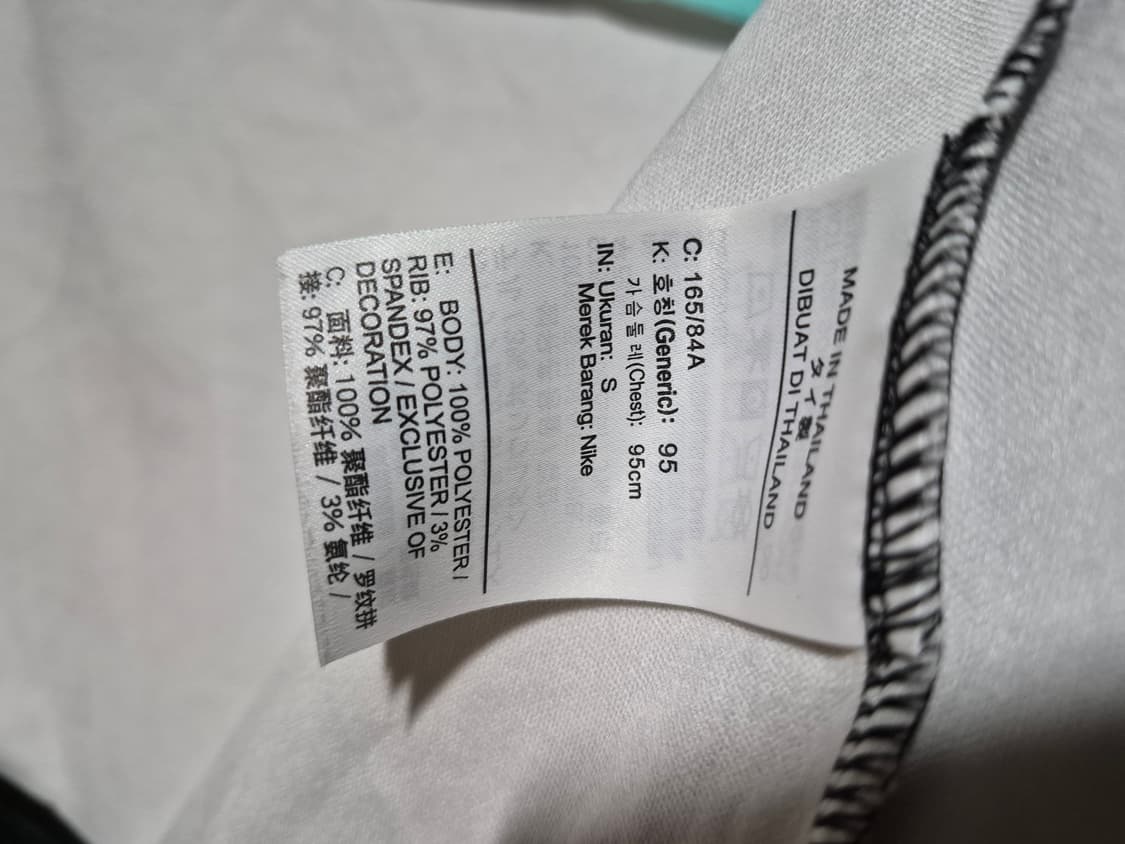 MADE IN THAILAND
タイ製
DIBUAT DI THAILAND
C: 165/84A
K: 호칭(Generic): 95
가슴둘레(Chest): 95cm
IN: Ukuran: S
Merek Barang: Nike
E: BODY: 100% POLYESTER /
RIB: 97% POLYESTER / 3%
SPANDEX / EXCLUSIVE OF
DECORATION
C: 面料: 100% 聚酯纤维 / 罗纹拼
接: 97% 聚酯纤维 / 3% 氨纶 /